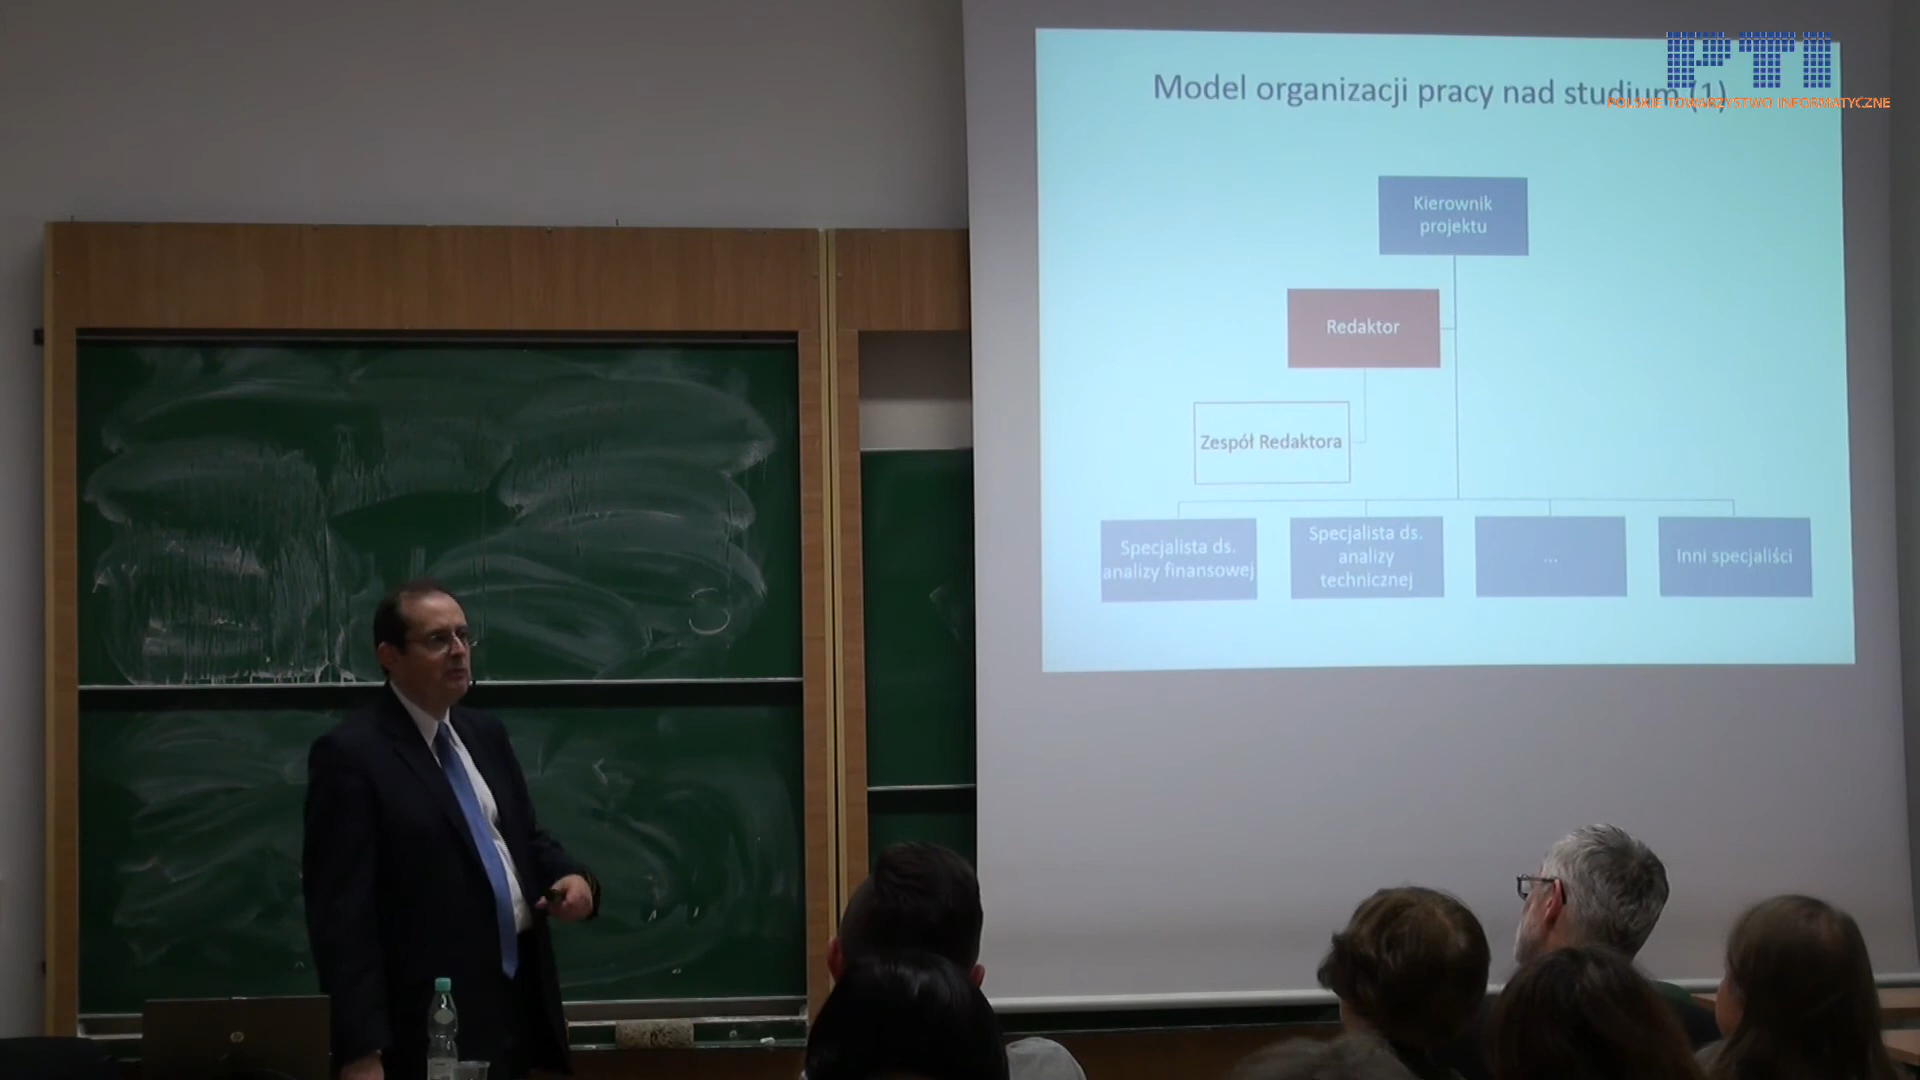 PTI
POLSKIE TOWARZYSTWO INFORMATYCZNE
Model organizacji pracy nad studium (1)
Kierownik
projektu
Redaktor
Zespół Redaktora
Specjalista ds.
analizy finansowej
Specjalista ds.
analizy
technicznej
...
Inni specjaliści